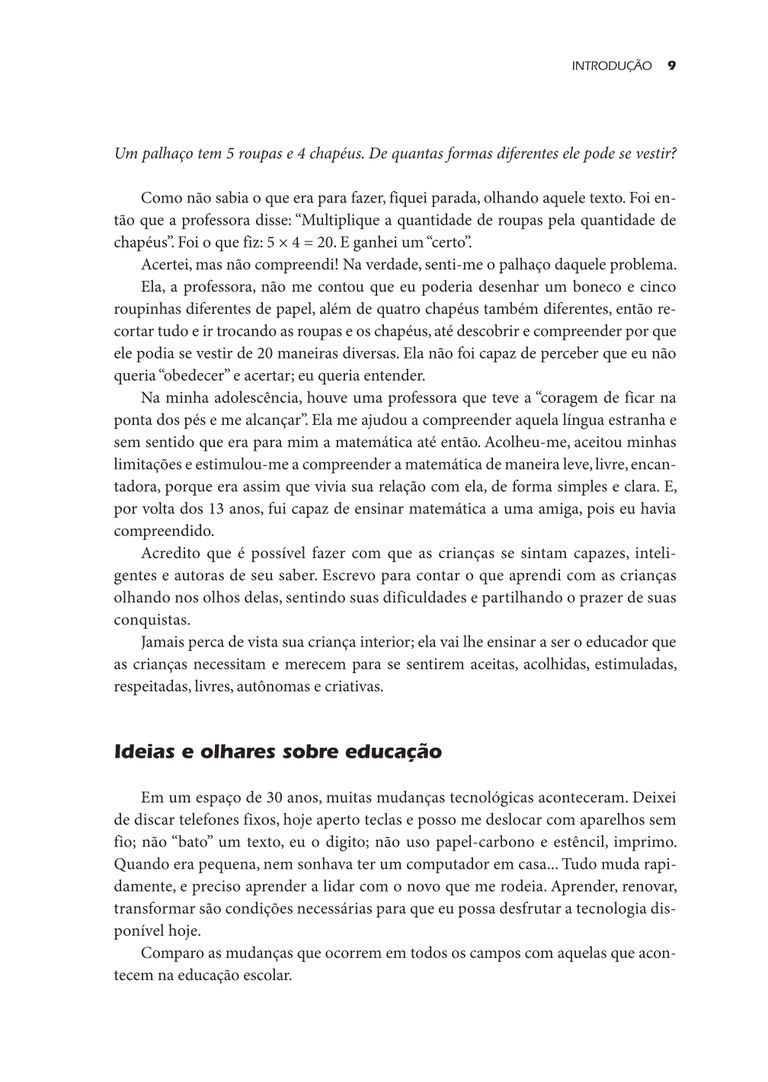 INTRODUÇÃO 9
Um palhaço tem 5 roupas e 4 chapéus. De quantas formas diferentes ele pode se vestir?
Como não sabia o que era para fazer, fiquei parada, olhando aquele texto. Foi en-
tão que a professora disse: “Multiplique a quantidade de roupas pela quantidade de
chapéus”. Foi o que fiz: 5 × 4 = 20. E ganhei um “certo”.
Acertei, mas não compreendi! Na verdade, senti-me o palhaço daquele problema.
Ela, a professora, não me contou que eu poderia desenhar um boneco e cinco
roupinhas diferentes de papel, além de quatro chapéus também diferentes, então re-
cortar tudo e ir trocando as roupas e os chapéus, até descobrir e compreender por que
ele podia se vestir de 20 maneiras diversas. Ela não foi capaz de perceber que eu não
queria “obedecer” e acertar; eu queria entender.
Na minha adolescência, houve uma professora que teve a “coragem de ficar na
ponta dos pés e me alcançar”. Ela me ajudou a compreender aquela língua estranha e
sem sentido que era para mim a matemática até então. Acolheu-me, aceitou minhas
limitações e estimulou-me a compreender a matemática de maneira leve, livre, encan-
tadora, porque era assim que vivia sua relação com ela, de forma simples e clara. E,
por volta dos 13 anos, fui capaz de ensinar matemática a uma amiga, pois eu havia
compreendido.
Acredito que é possível fazer com que as crianças se sintam capazes, inteli-
gentes e autoras de seu saber. Escrevo para contar o que aprendi com as crianças
olhando nos olhos delas, sentindo suas dificuldades e partilhando o prazer de suas
conquistas.
Jamais perca de vista sua criança interior; ela vai lhe ensinar a ser o educador que
as crianças necessitam e merecem para se sentirem aceitas, acolhidas, estimuladas,
respeitadas, livres, autônomas e criativas.
Ideias e olhares sobre educação
Em um espaço de 30 anos, muitas mudanças tecnológicas aconteceram. Deixei
de discar telefones fixos, hoje aperto teclas e posso me deslocar com aparelhos sem
fio; não “bato” um texto, eu o digito; não uso papel-carbono e estêncil, imprimo.
Quando era pequena, nem sonhava ter um computador em casa... Tudo muda rapi-
damente, e preciso aprender a lidar com o novo que me rodeia. Aprender, renovar,
transformar são condições necessárias para que eu possa desfrutar a tecnologia dis-
ponível hoje.
Comparo as mudanças que ocorrem em todos os campos com aquelas que acon-
tecem na educação escolar.